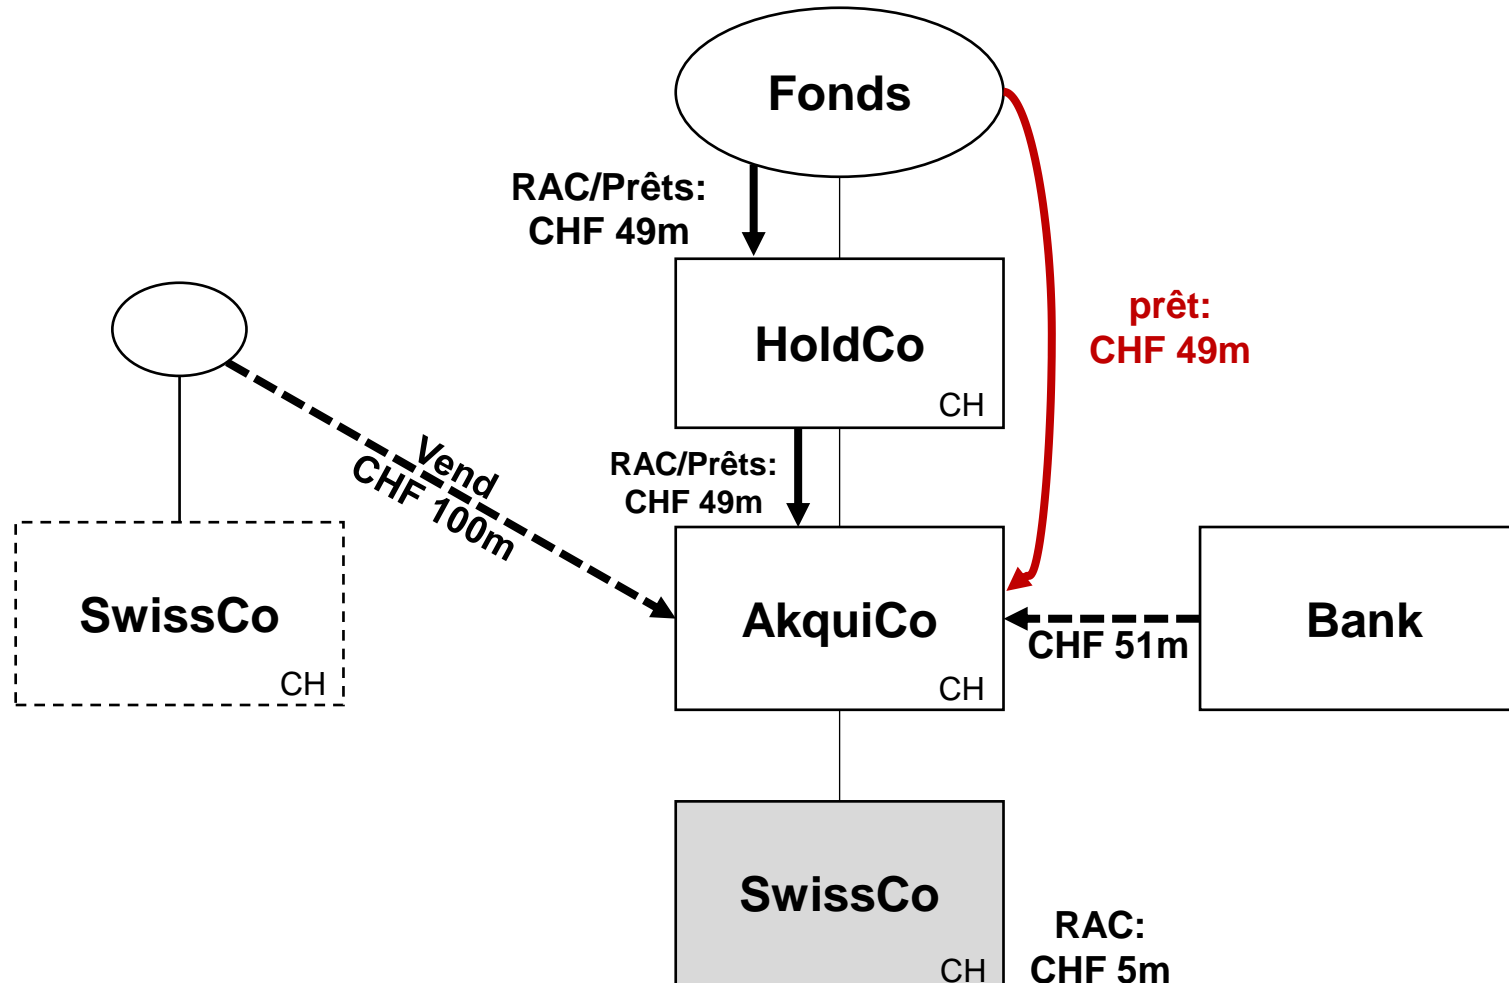 Fonds
RAC/Prêts:
CHF 49m
HoldCo
CH
prêt:
CHF 49m
Vend
CHF 100m
RAC/Prêts:
CHF 49m
SwissCo
CH
AkquiCo
CH
CHF 51m
Bank
SwissCo
CH
RAC:
CHF 5m